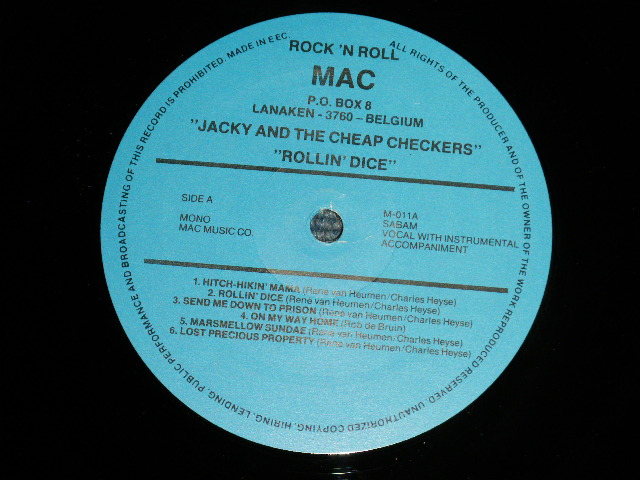 ROCK 'N ROLL
MAC
P.O. BOX 8
LANAKEN - 3760 – BELGIUM
"JACKY AND THE CHEAP CHECKERS"
"ROLLIN' DICE"
SIDE A
MONO
MAC MUSIC CO.
M-011A
SABAM
VOCAL WITH INSTRUMENTAL
ACCOMPANIMENT
1. HITCH-HIKIN' MAMA (René van Heumen/Charles Heyse)
2. ROLLIN' DICE (René van Heumen/Charles Heyse)
3. SEND ME DOWN TO PRISON (René van Heumen/Charles Heyse)
4. ON MY WAY HOME (Rob de Bruin)
5. MARSMELLOW SUNDAE (René van Heumen/Charles Heyse)
6. LOST PRECIOUS PROPERTY (René van Heumen/Charles Heyse)
ALL RIGHTS OF THE PRODUCER AND OF THE OWNER OF THE WORK REPRODUCED RESERVED. UNAUTHORIZED COPYING, HIRING, LENDING, PUBLIC PERFORMANCE AND BROADCASTING OF THIS RECORD IS PROHIBITED. MADE IN EEC.